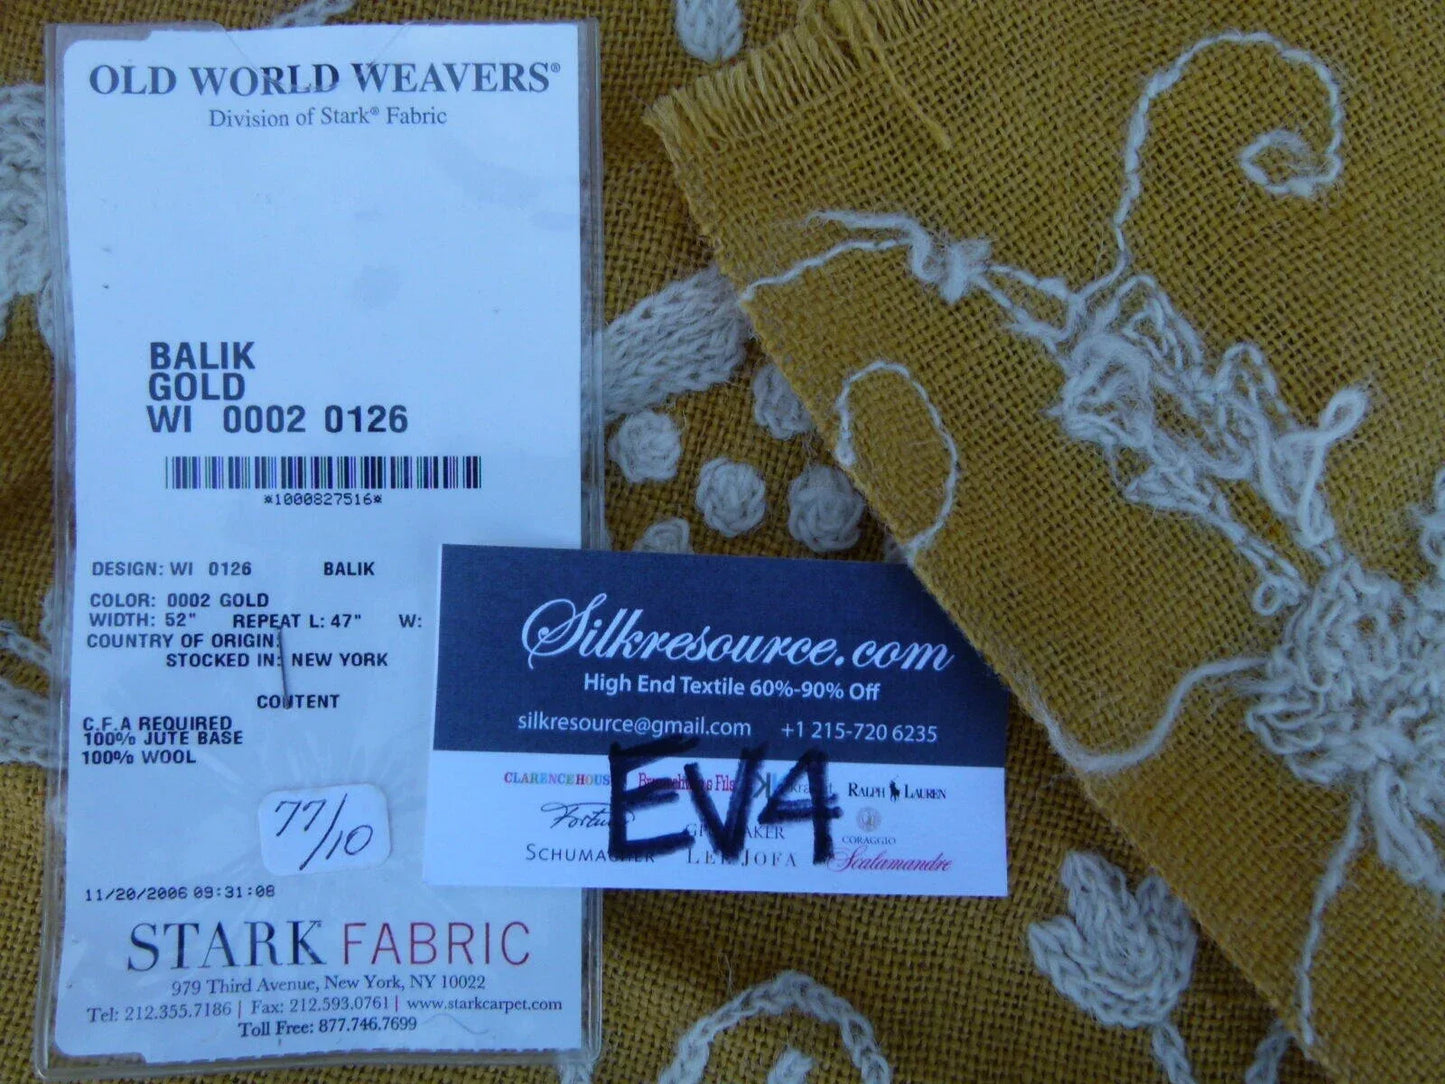 OLD WORLD WEAVERS®
Division of Stark® Fabric
BALIK
GOLD
WI 0002 0126
*1000827516*
DESIGN: WI 0126 BALIK
COLOR: 0002 GOLD
WIDTH: 52" REPEAT L: 47" W:
COUNTRY OF ORIGIN:
STOCKED IN: NEW YORK
CONTENT
C.F.A REQUIRED
100% JUTE BASE
100% WOOL
77/10
11/20/2006 09:31:08
STARK FABRIC
979 Third Avenue, New York, NY 10022
Tel: 212.355.7186 | Fax: 212.593.0761 | www.starkcarpet.com
Toll Free: 877.746.7699
Silkresource.com
High End Textile 60%-90% Off
silkresource@gmail.com +1 215-720 6235
EVA
CLARENCE HOUS
RALPH LAUREN
CORAGGIO
SCHUMACHER LEE JOFA Scalamandre